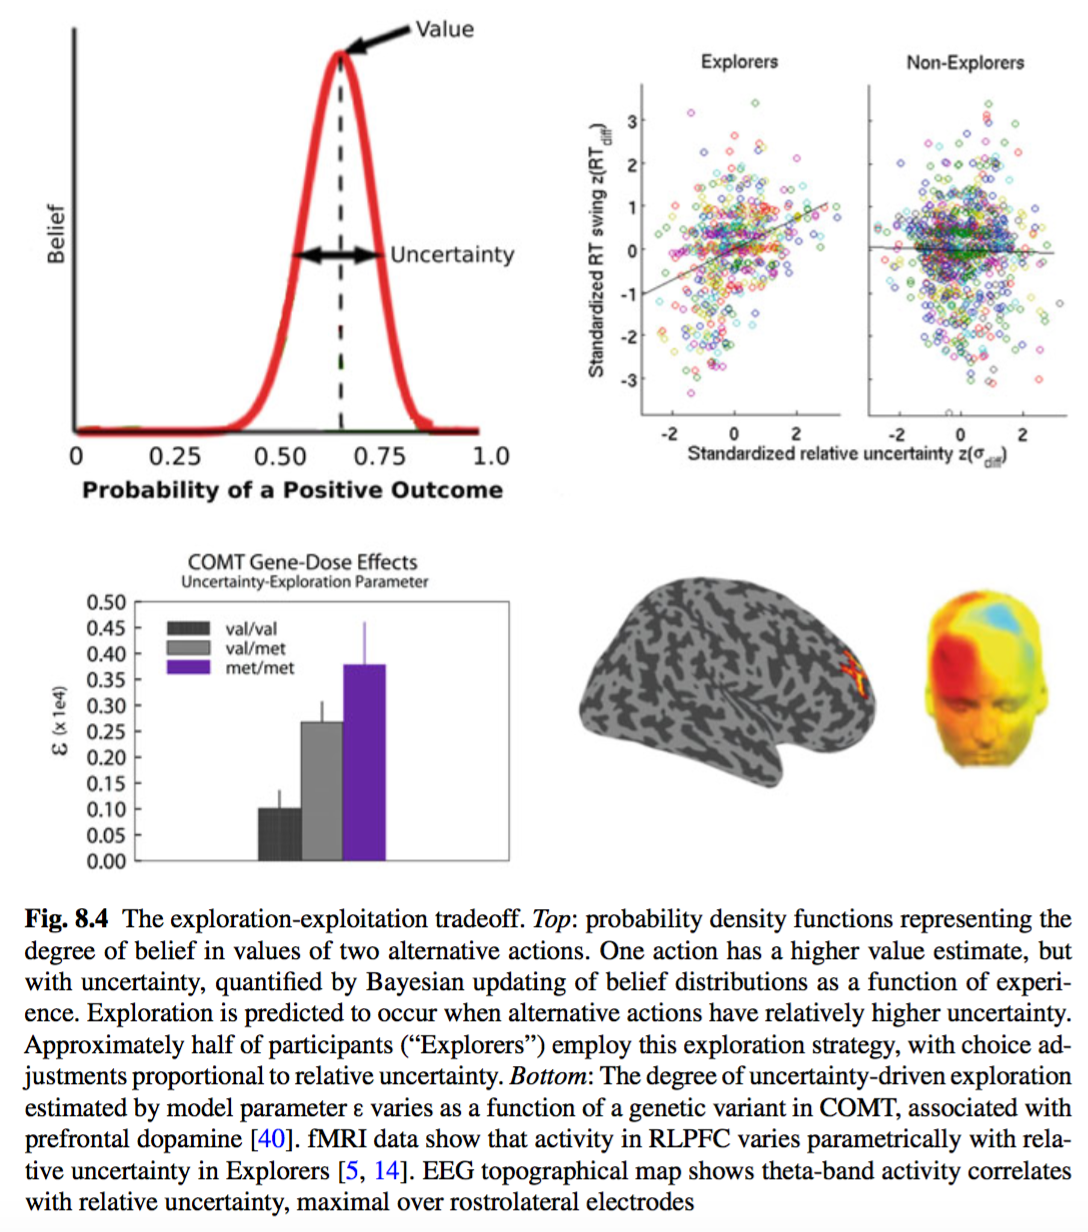 Value
Belief
Uncertainty
0 0.25 0.50 0.75 1.0
Probability of a Positive Outcome
Explorers Non-Explorers
Standardized RT swing z(RTdiff)
3
2
1
0
-1
-2
-3
-2 0 2 -2 0 2
Standardized relative uncertainty z(σdiff)
COMT Gene-Dose Effects
Uncertainty-Exploration Parameter
ε (x 1e4)
0.50
0.45
0.40
0.35
0.30
0.25
0.20
0.15
0.10
0.05
0.00
val/val
val/met
met/met
Fig. 8.4 The exploration-exploitation tradeoff. Top: probability density functions representing the
degree of belief in values of two alternative actions. One action has a higher value estimate, but
with uncertainty, quantified by Bayesian updating of belief distributions as a function of experi-
ence. Exploration is predicted to occur when alternative actions have relatively higher uncertainty.
Approximately half of participants (“Explorers”) employ this exploration strategy, with choice ad-
justments proportional to relative uncertainty. Bottom: The degree of uncertainty-driven exploration
estimated by model parameter ε varies as a function of a genetic variant in COMT, associated with
prefrontal dopamine [40]. fMRI data show that activity in RLPFC varies parametrically with rela-
tive uncertainty in Explorers [5, 14]. EEG topographical map shows theta-band activity correlates
with relative uncertainty, maximal over rostrolateral electrodes